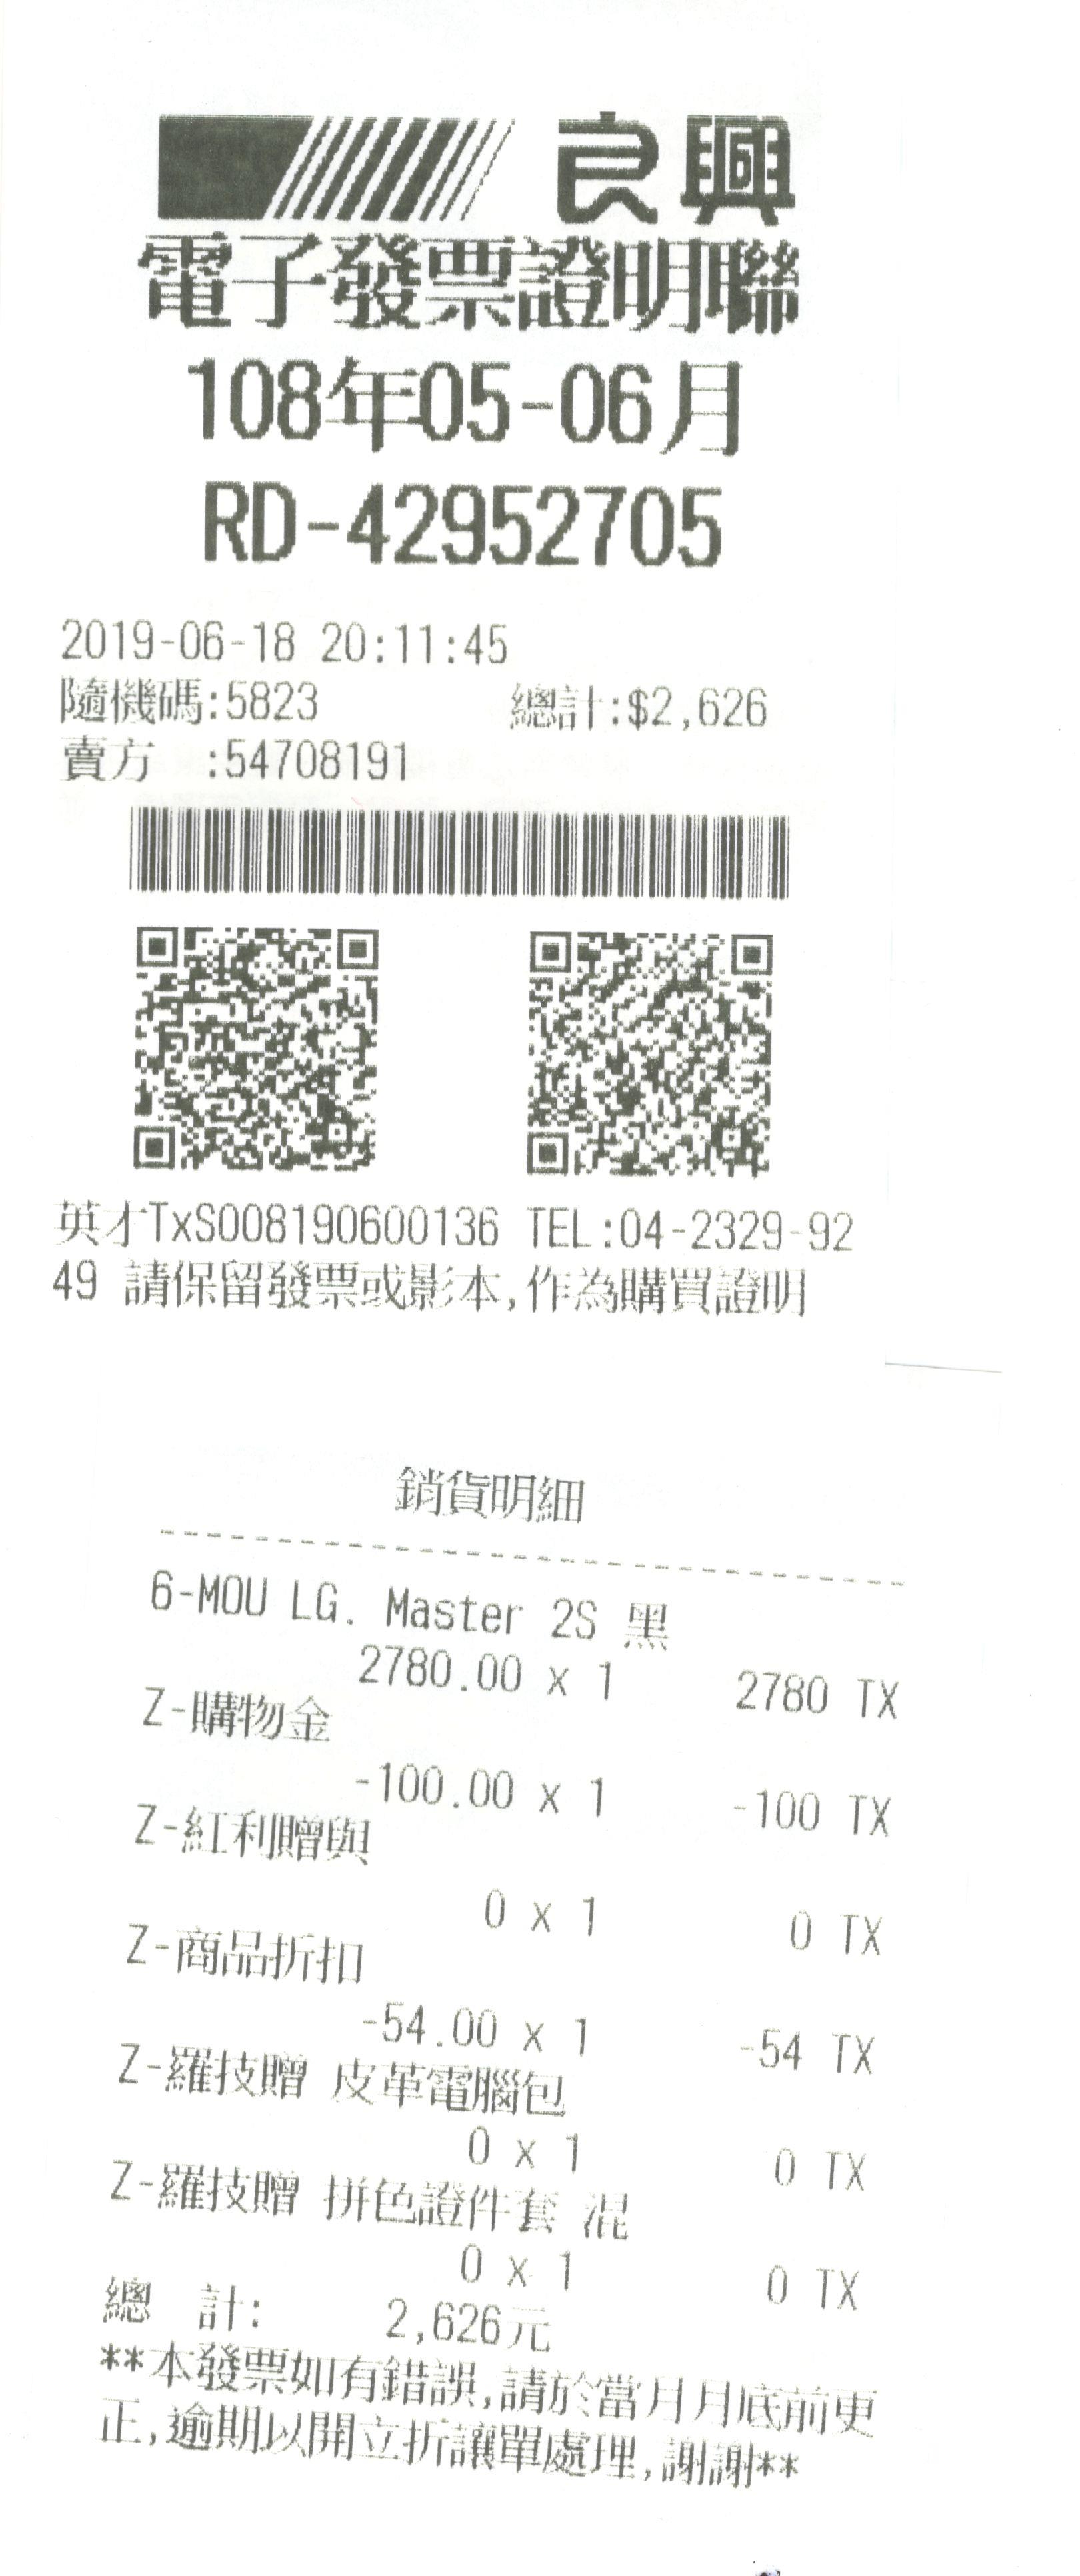 良興
電子發票證明聯
108年05-06月
RD-42952705
2019-06-18 20:11:45
隨機碼:5823 總計:$2,626
賣方 :54708191
英才TxS008190600136 TEL:04-2329-92
49 請保留發票或影本,作為購買證明
銷貨明細
--------------------------------
6-MOU LG. Master 2S 黑
2780.00 x 1 2780 TX
Z-購物金
-100.00 x 1 -100 TX
Z-紅利贈與
0 x 1 0 TX
Z-商品折扣
-54.00 x 1 -54 TX
Z-羅技贈 皮革電腦包
0 x 1 0 TX
Z-羅技贈 拼色證件套 混
0 x 1 0 TX
總 計: 2,626元
**本發票如有錯誤,請於當月月底前更
正,逾期以開立折讓單處理,謝謝**